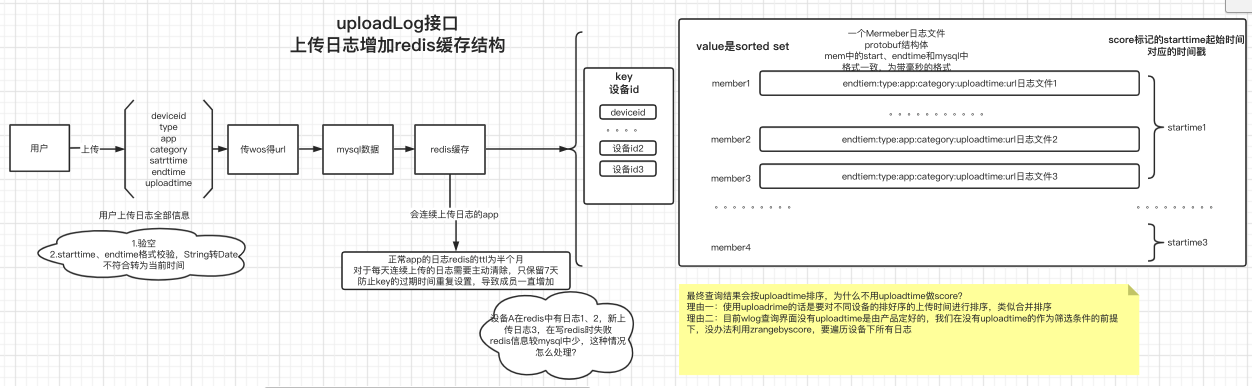 uploadLog接口
上传日志增加redis缓存结构
用户
上传
deviceid
type
app
category
satrttime
endtime
uploadtime
用户上传日志全部信息
1.验空
2.starttime、endtime格式校验，String转Date
不符合转为当前时间
传wos得url
mysql数据
redis缓存
会连续上传日志的app
正常app的日志redis的ttl为半个月
对于每天连续上传的日志需要主动清除，只保留7天
防止key的过期时间重复设置，导致成员一直增加
设备A在redis中有日志1、2，新上
传日志3，在写redis时失败
redis信息较mysql中少，这种情况
怎么处理?
key
设备id
deviceid
。。。。
设备id2
设备id3
value是sorted set
一个Mermeber日志文件
protobuf结构体
mem中的start、endtime和mysql中
格式一致，为带毫秒的格式
score标记的starttime起始时间
对应的时间戳
member1
endtiem:type:app:category:uploadtime:url日志文件1
。。。。。。。。。。。
member2
endtiem:type:app:category:uploadtime:url日志文件2
member3
endtiem:type:app:category:uploadtime:url日志文件3
startime1
。。。。。。。。。
。。。。。。。。。
member4
startime3
最终查询结果会按uploadtime排序，为什么不用uploadtime做score?
理由一：使用uploadrime的话是要对不同设备的排好序的上传时间进行排序，类似合并排序
理由二：目前wlog查询界面没有uploadtime是由产品定好的，我们在没有uploadtime的作为筛选条件的前提
下，没办法利用zrangebyscore，要遍历设备下所有日志